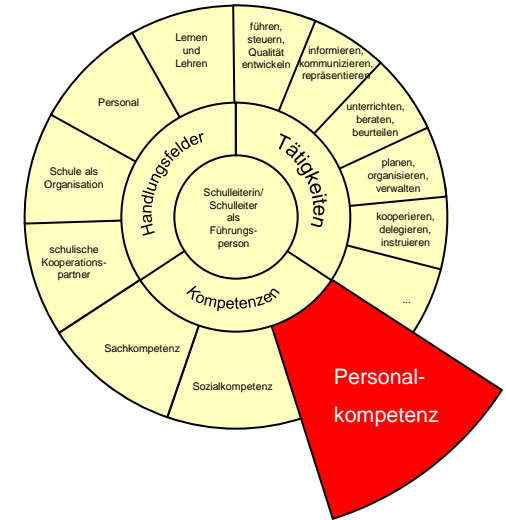 Lernen
und
Lehren
führen,
steuern,
Qualität
entwickeln
informieren,
kommunizieren,
repräsentieren
unterrichten,
beraten,
beurteilen
planen,
organisieren,
verwalten
kooperieren,
delegieren,
instruieren
...
Personal
Schule als
Organisation
schulische
Kooperations-
partner
Handlungsfelder
Tätigkeiten
Kompetenzen
Schulleiterin/
Schulleiter
als
Führungs-
person
Sachkompetenz
Sozialkompetenz
Personal-
kompetenz